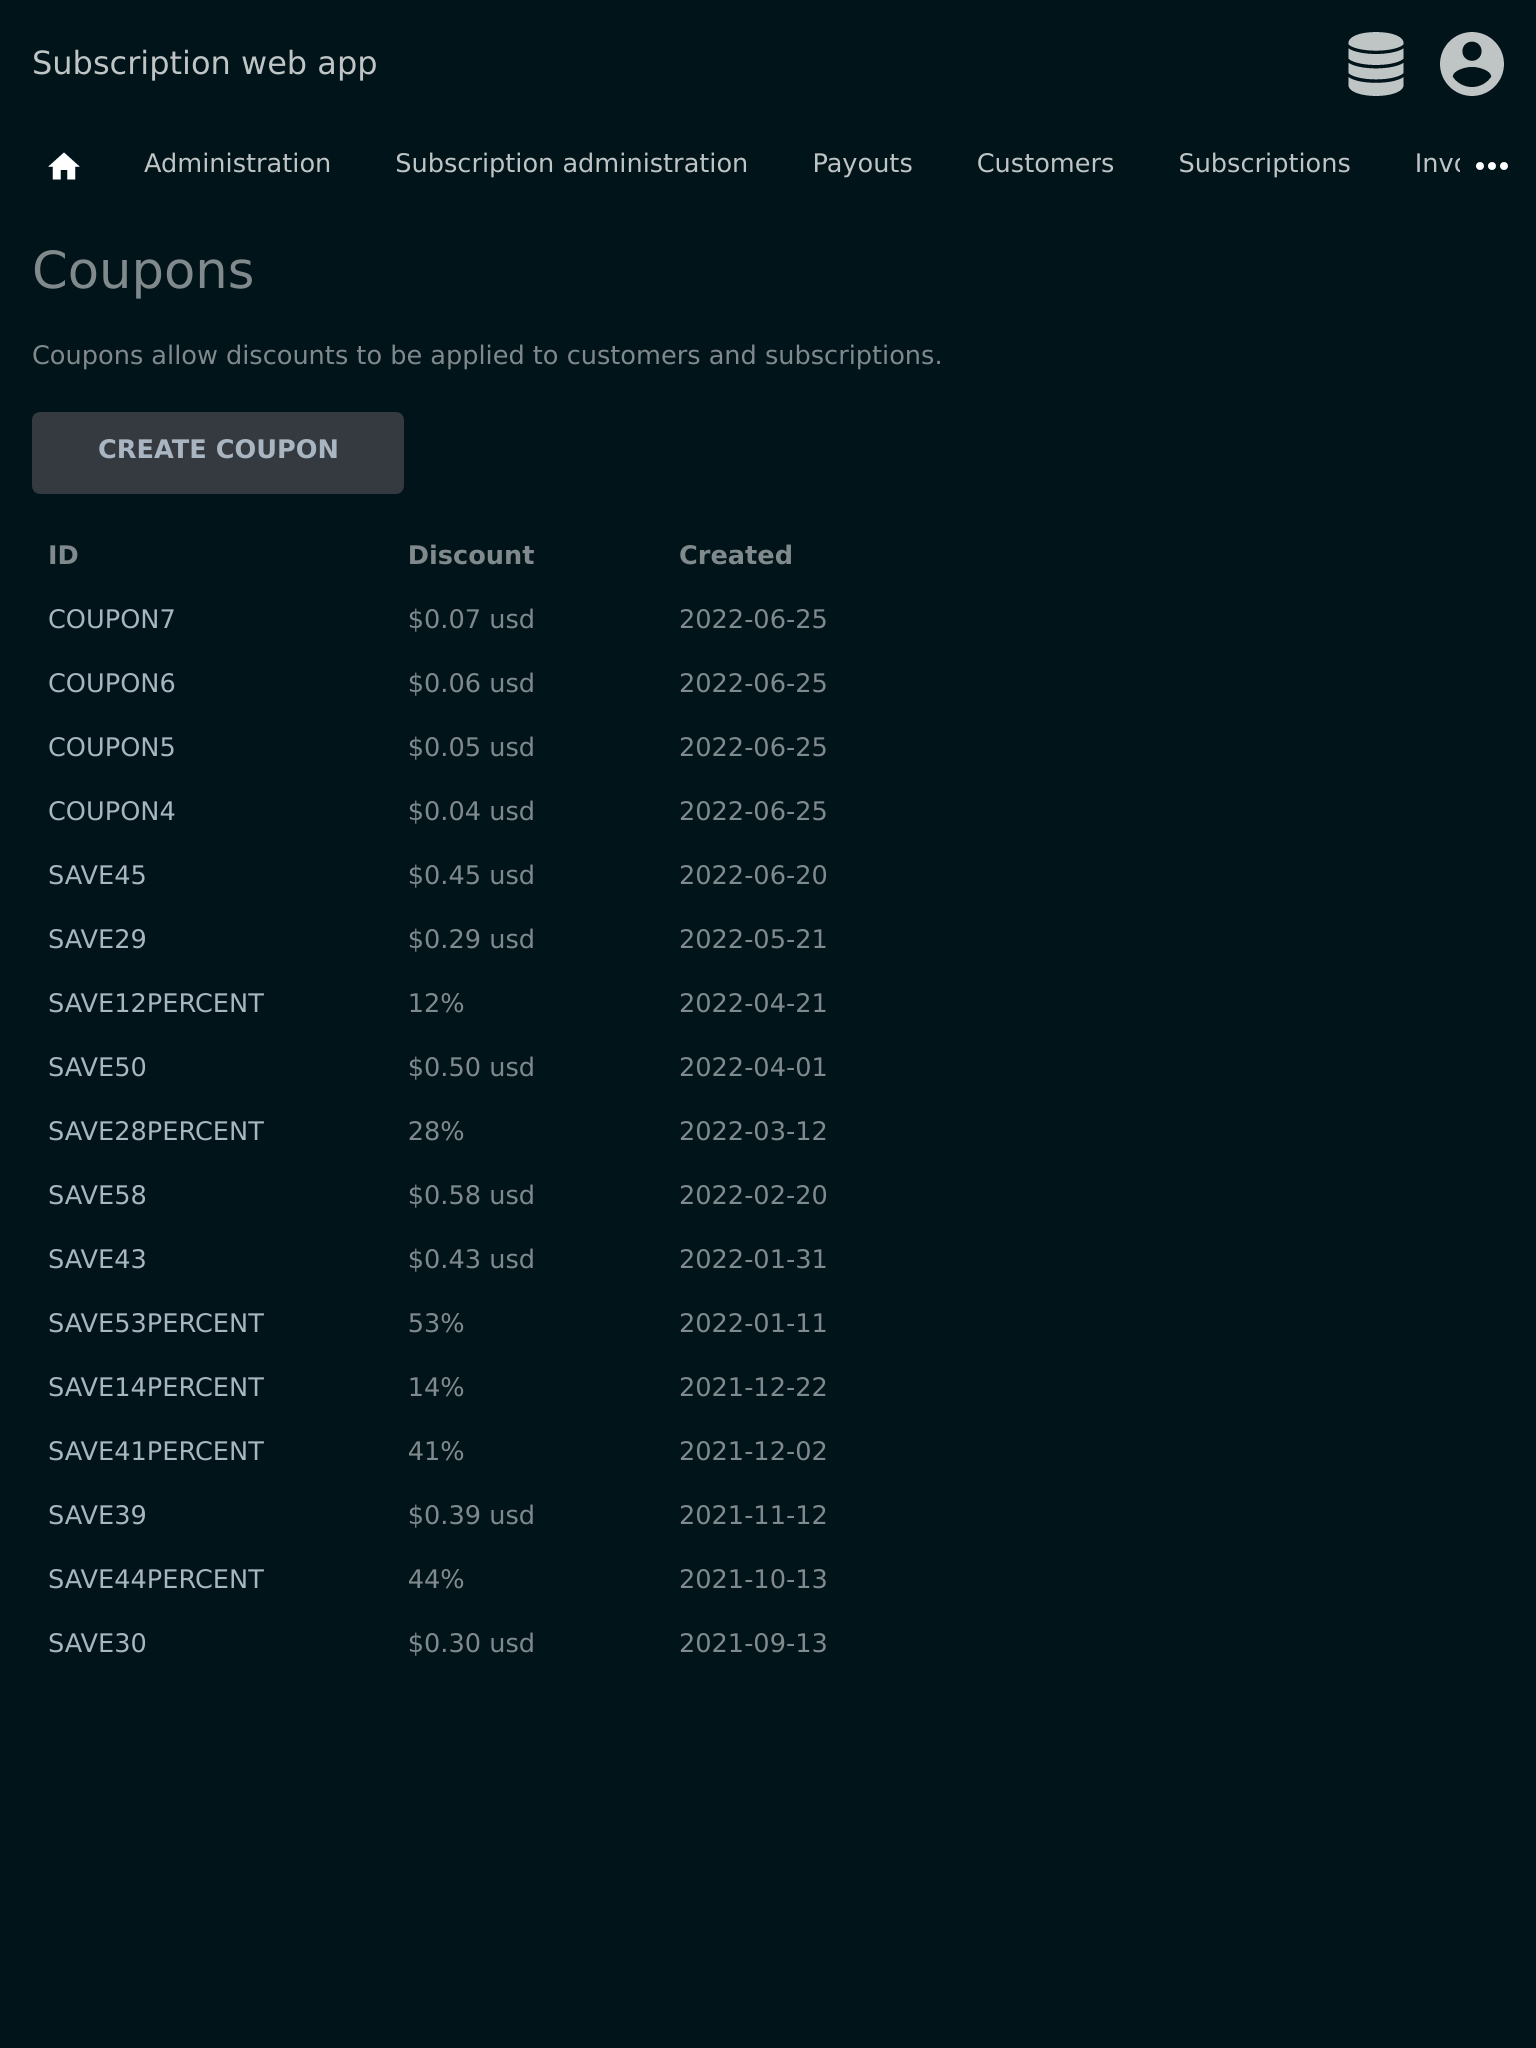 Subscription web app
Administration Subscription administration Payouts Customers Subscriptions
Coupons
Coupons allow discounts to be applied to customers and subscriptions.
CREATE COUPON
ID Discount Created
COUPON7 $0.07 usd 2022-06-25
COUPON6 $0.06 usd 2022-06-25
COUPON5 $0.05 usd 2022-06-25
COUPON4 $0.04 usd 2022-06-25
SAVE45 $0.45 usd 2022-06-20
SAVE29 $0.29 usd 2022-05-21
SAVE12PERCENT 12% 2022-04-21
SAVE50 $0.50 usd 2022-04-01
SAVE28PERCENT 28% 2022-03-12
SAVE58 $0.58 usd 2022-02-20
SAVE43 $0.43 usd 2022-01-31
SAVE53PERCENT 53% 2022-01-11
SAVE14PERCENT 14% 2021-12-22
SAVE41PERCENT 41% 2021-12-02
SAVE39 $0.39 usd 2021-11-12
SAVE44PERCENT 44% 2021-10-13
SAVE30 $0.30 usd 2021-09-13